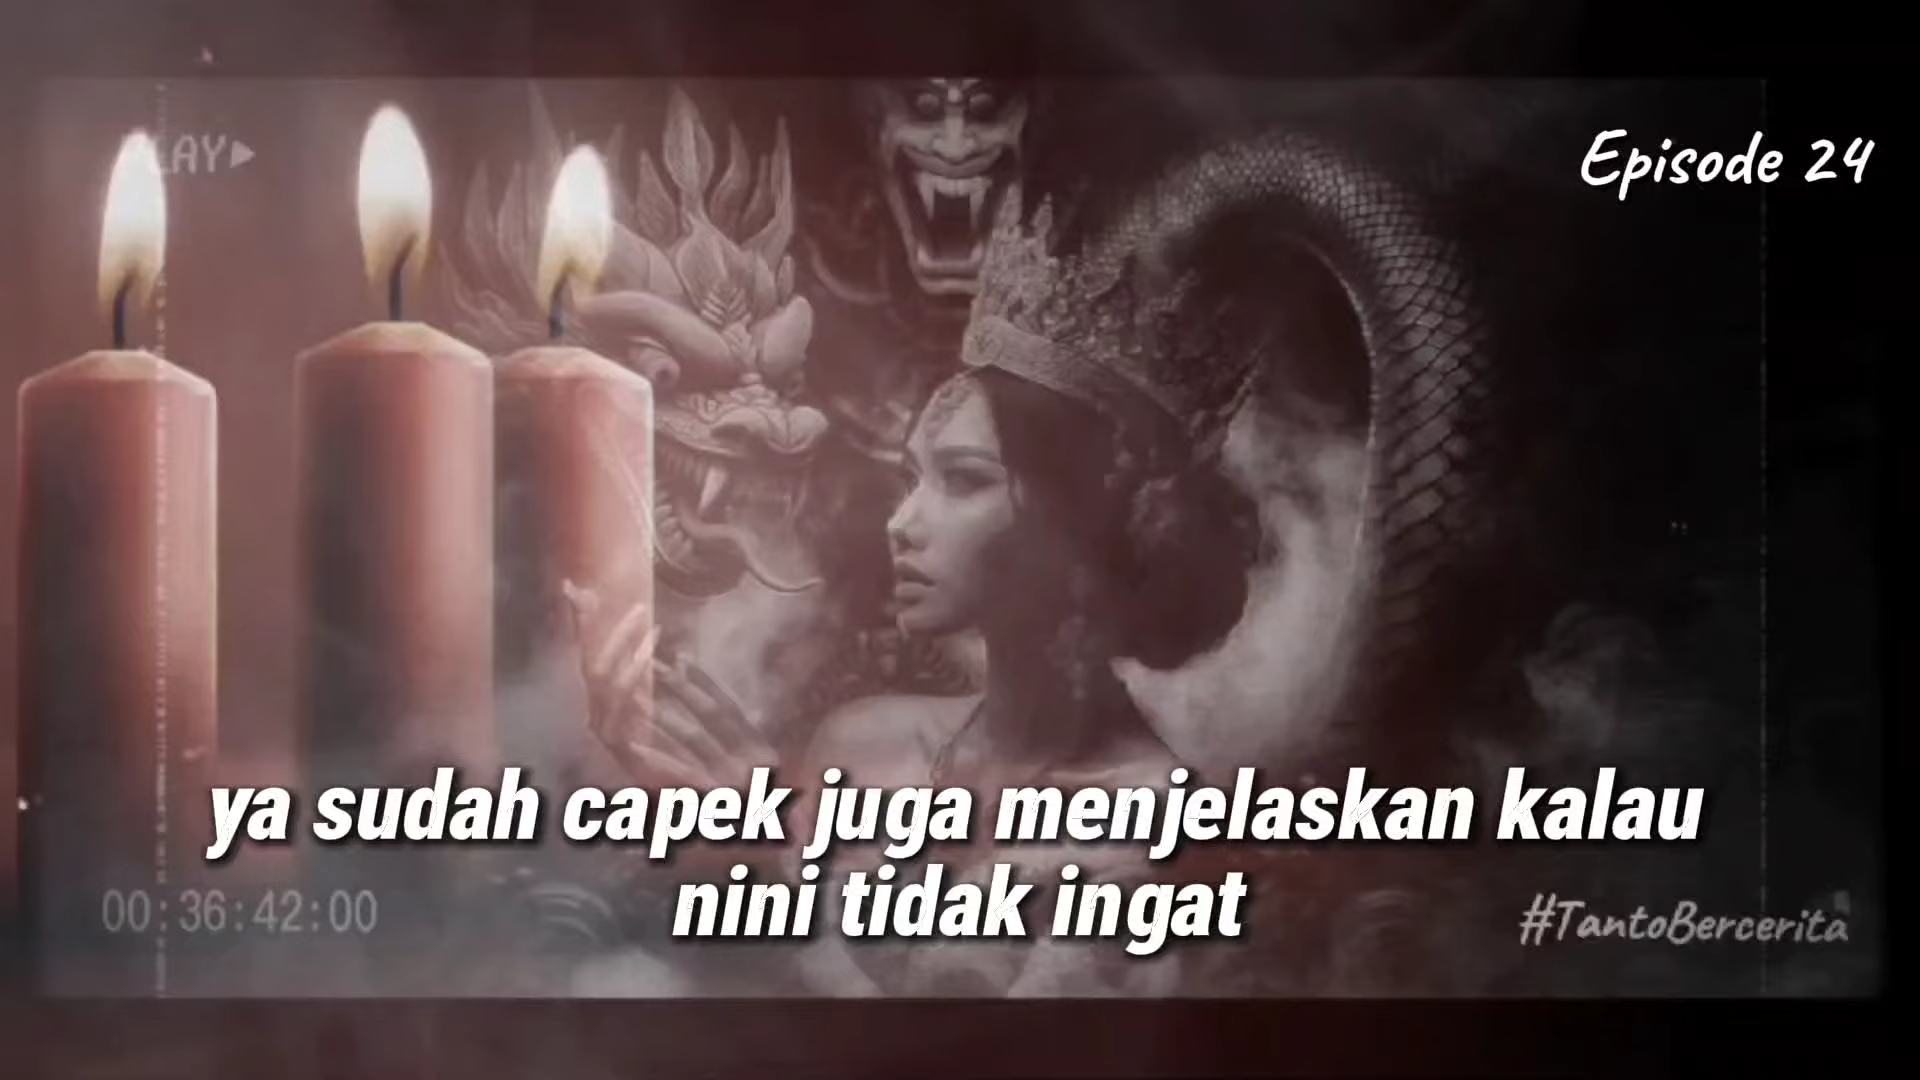 PLAY
Episode 24
ya sudah capek juga menjelaskan kalau
nini tidak ingat
00:36:42:00
#TantoBercerita